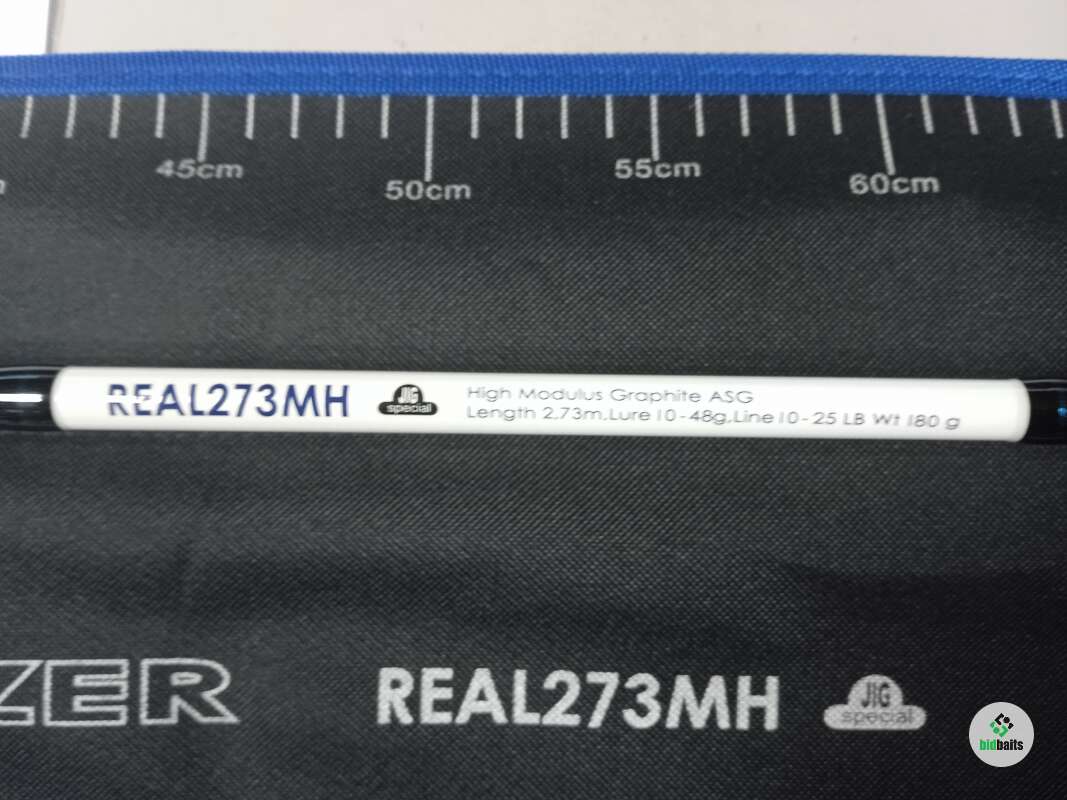 45cm
50cm
55cm
60cm
REAL273MH
JIG
special
High Modulus Graphite ASG
Length 2.73m,Lure 10-48g,Line 10-25 LB Wt 180 g
ZER
REAL273MH
JIG
special
bidbaits